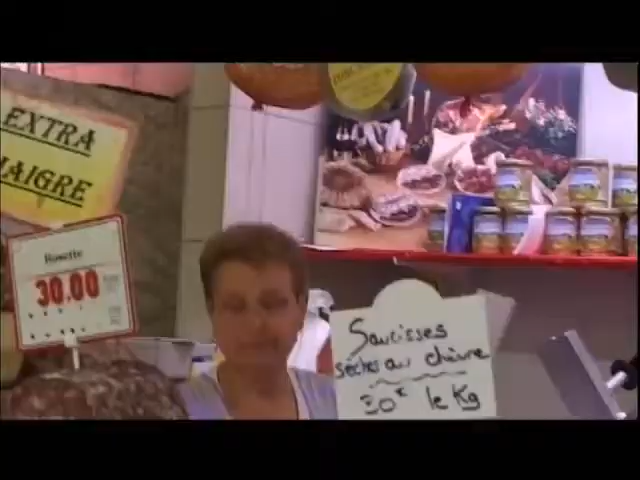 EXTRA
MAIGRE
Rosette
30.00
Saucisses
sèches au chèvre
30€ le Kg